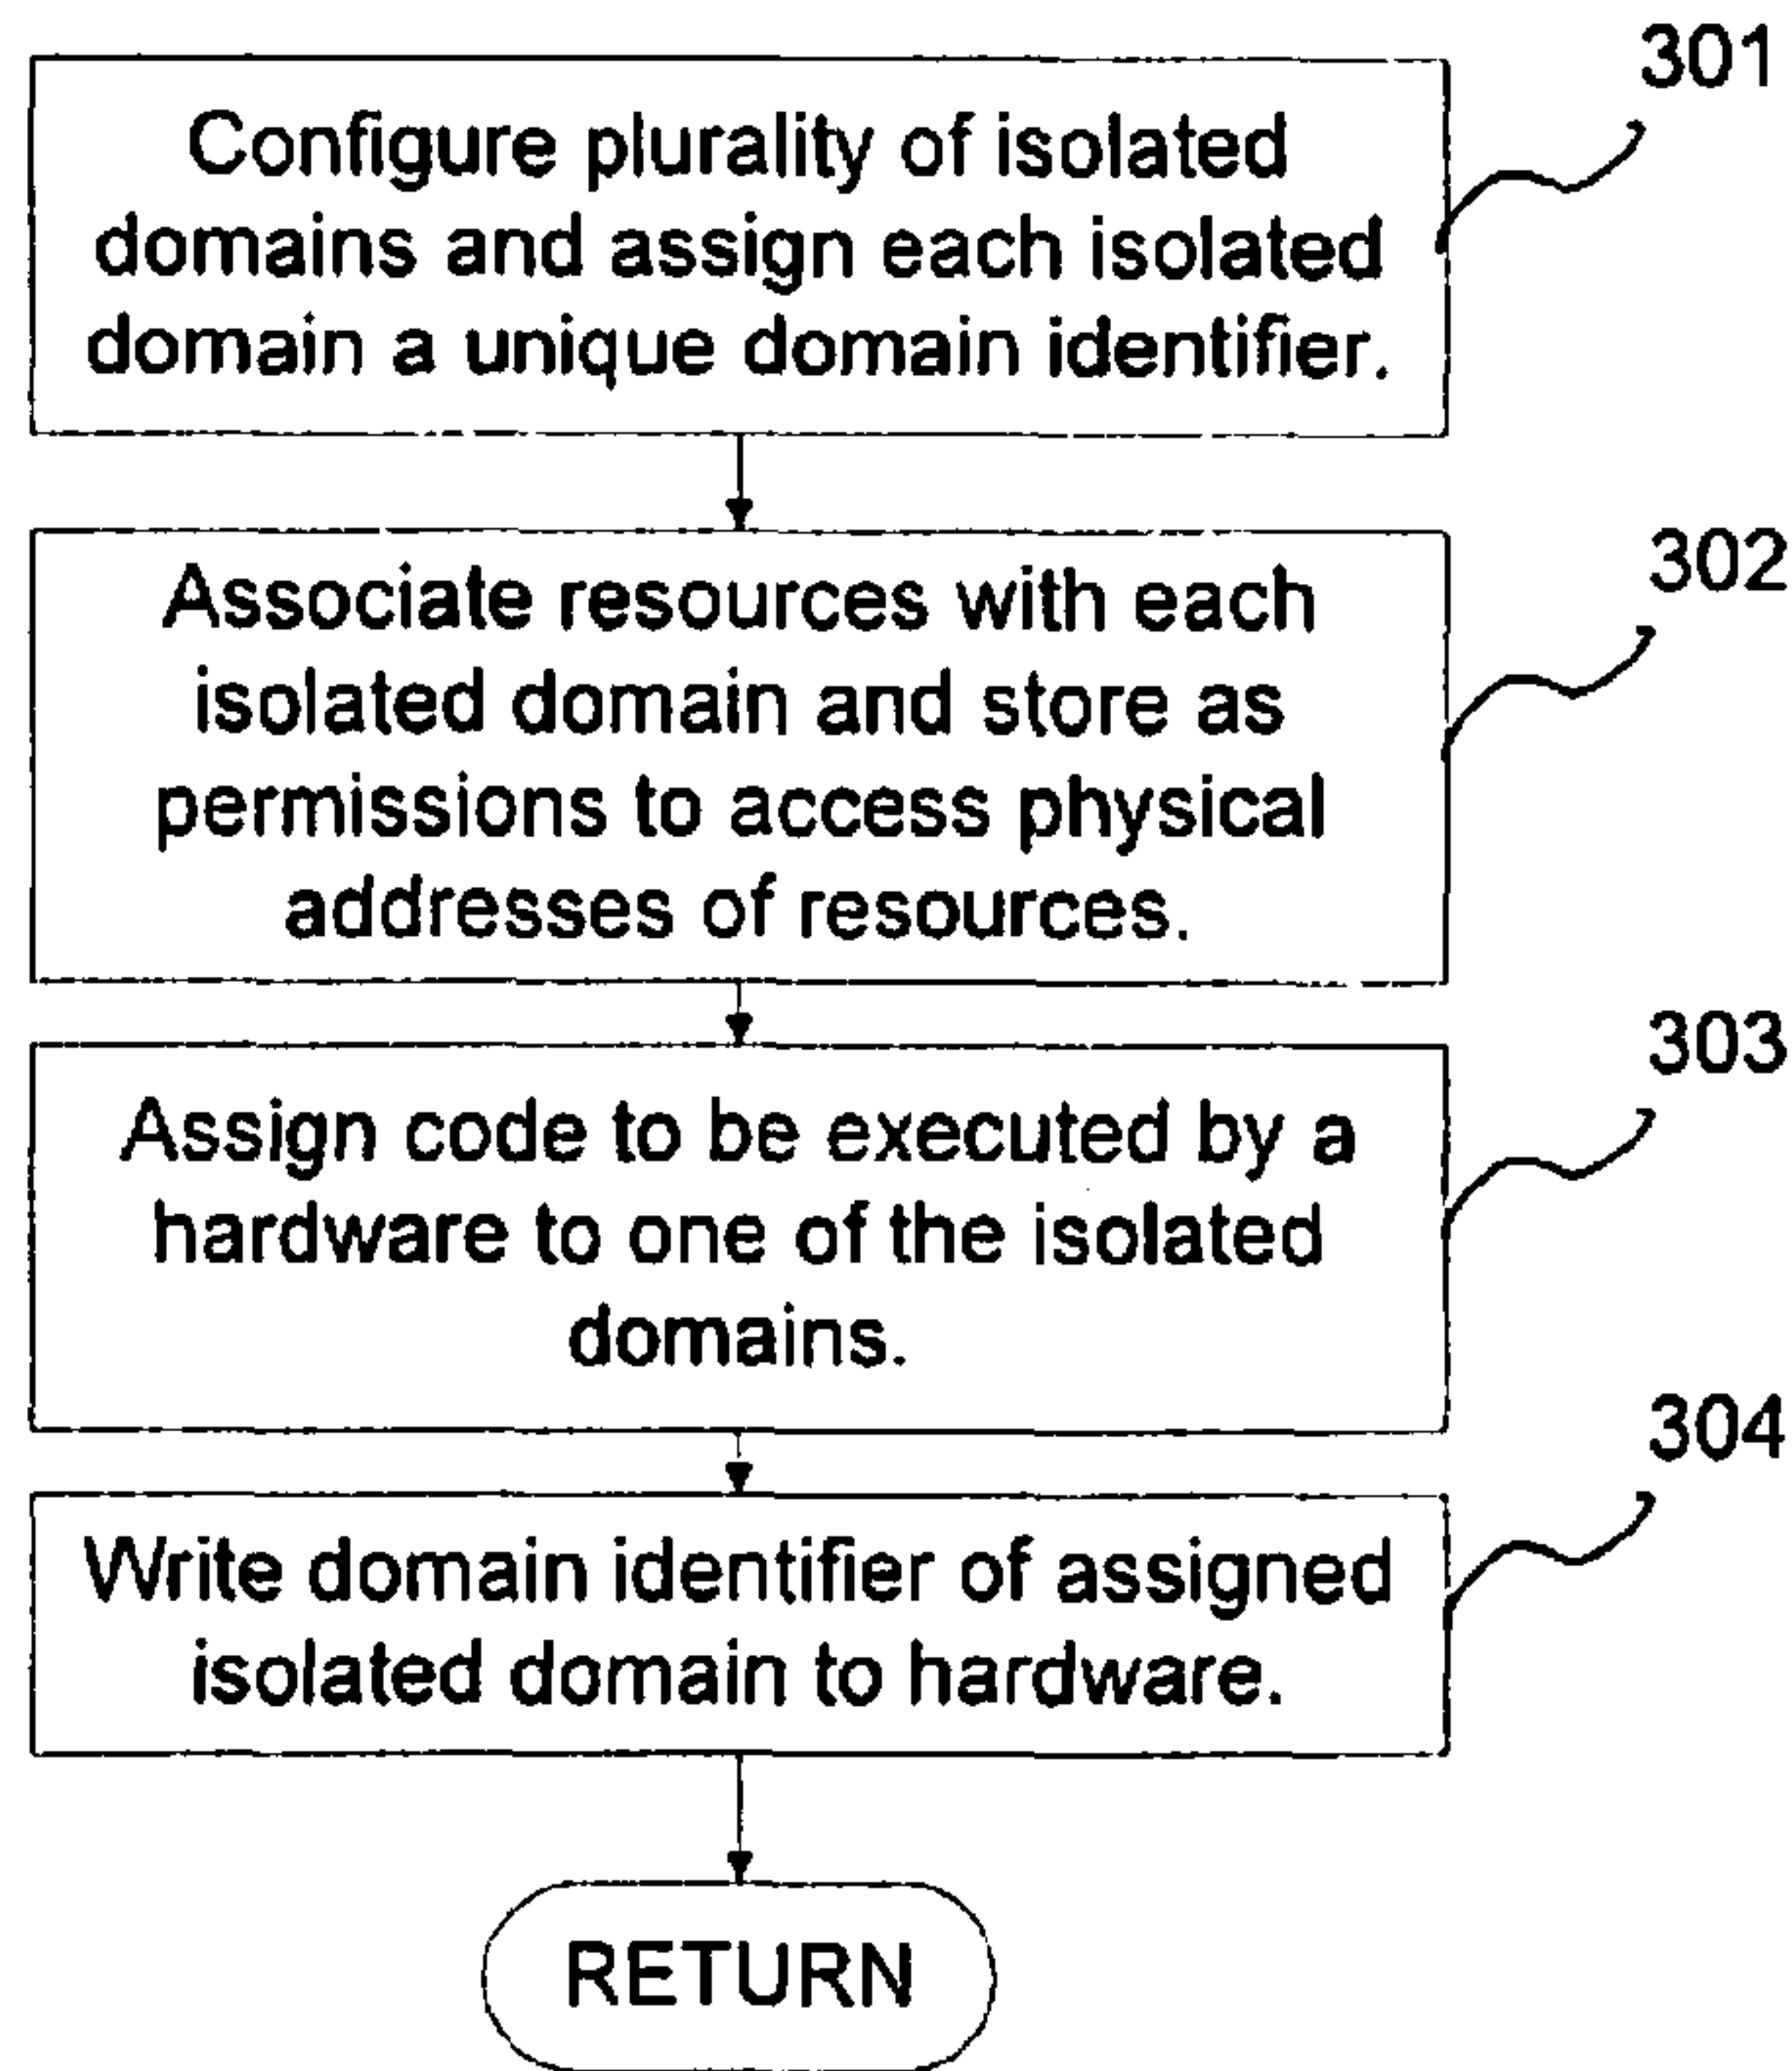 301
Configure plurality of isolated
domains and assign each isolated
domain a unique domain identifier.
302
Associate resources with each
isolated domain and store as
permissions to access physical
addresses of resources.
303
Assign code to be executed by a
hardware to one of the isolated
domains.
304
Write domain identifier of assigned
isolated domain to hardware.
RETURN